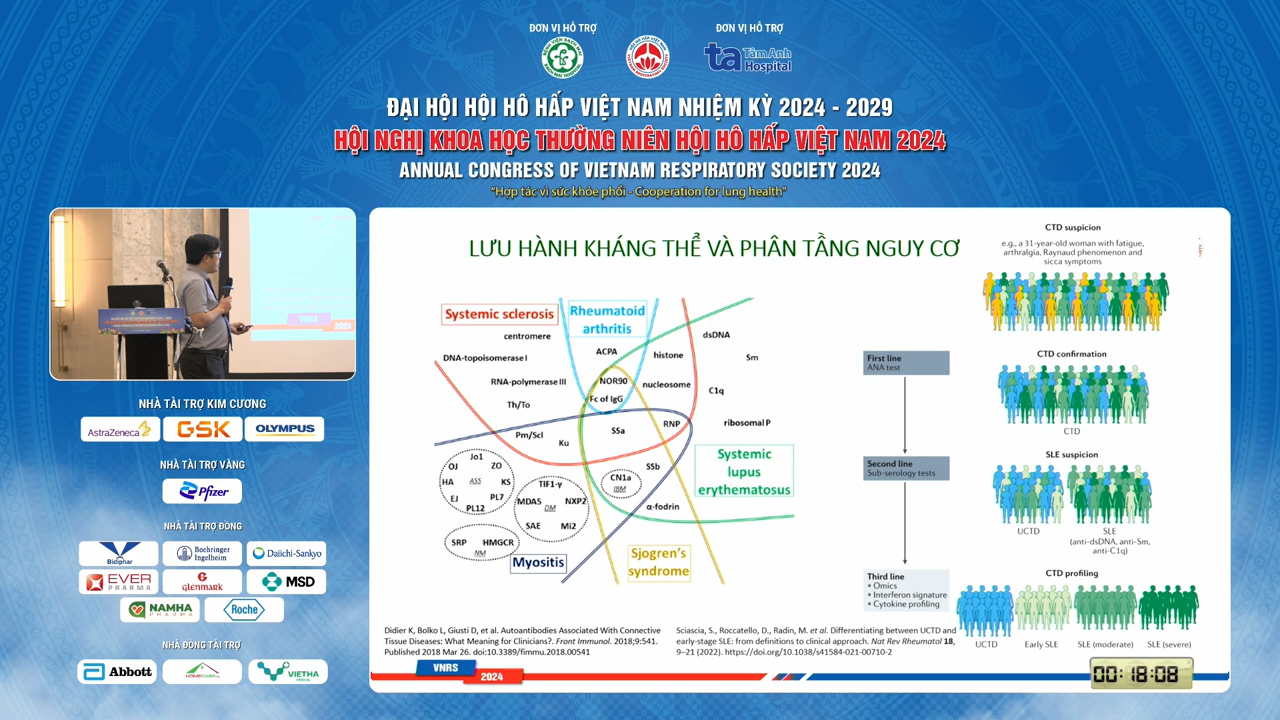 ĐƠN VỊ HỖ TRỢ
ĐƠN VỊ HỖ TRỢ
ta TâmAnh Hospital
ĐẠI HỘI HỘI HÔ HẤP VIỆT NAM NHIỆM KỲ 2024 - 2029
HỘI NGHỊ KHOA HỌC THƯỜNG NIÊN HỘI HÔ HẤP VIỆT NAM 2024
ANNUAL CONGRESS OF VIETNAM RESPIRATORY SOCIETY 2024
"Hợp tác vì sức khỏe phổi - Cooperation for lung health"
VNRS
2024
NHÀ TÀI TRỢ KIM CƯƠNG
AstraZeneca
GSK
OLYMPUS
NHÀ TÀI TRỢ VÀNG
Pfizer
NHÀ TÀI TRỢ ĐỒNG
Bidiphar
Boehringer Ingelheim
Daiichi-Sankyo
EVER PHARMA
GLENMARK
MSD
NAMHA PHARMA
Roche
NHÀ ĐỒNG TÀI TRỢ
Abbott
VIETHA
LƯU HÀNH KHÁNG THỂ VÀ PHÂN TẦNG NGUY CƠ
Systemic sclerosis
Rheumatoid
arthritis
centromere
DNA-topoisomerase I
RNA-polymerase III
Th/To
Pm/Scl
Ku
ACPA
NOR90
Fc of IgG
SSa
histone
nucleosome
RNP
dsDNA
Sm
C1q
ribosomal P
Systemic
lupus
erythematosus
SSb
α-fodrin
CN1a
IBM
Jo1
OJ
ZO
HA
ASS
KS
EJ
PL7
PL12
TIF1-γ
MDA5
NXP2
DM
SAE
Mi2
SRP
HMGCR
NM
Myositis
Sjogren's
syndrome
First line
ANA test
Second line
Sub-serology tests
Third line
• Omics
• Interferon signature
• Cytokine profiling
CTD suspicion
e.g., a 31-year-old woman with fatigue,
arthralgia, Raynaud phenomenon and
sicca symptoms
CTD confirmation
CTD
SLE suspicion
UCTD
SLE
(anti-dsDNA, anti-Sm,
anti-C1q)
CTD profiling
UCTD
Early SLE
SLE (moderate)
SLE (severe)
Didier K, Bolko L, Giusti D, et al. Autoantibodies Associated With Connective
Tissue Diseases: What Meaning for Clinicians?. Front Immunol. 2018;9:541.
Published 2018 Mar 26. doi:10.3389/fimmu.2018.00541
Sciascia, S., Roccatello, D., Radin, M. et al. Differentiating between UCTD and
early-stage SLE: from definitions to clinical approach. Nat Rev Rheumatol 18,
9–21 (2022). https://doi.org/10.1038/s41584-021-00710-2
VNRS
2024
00:18:08